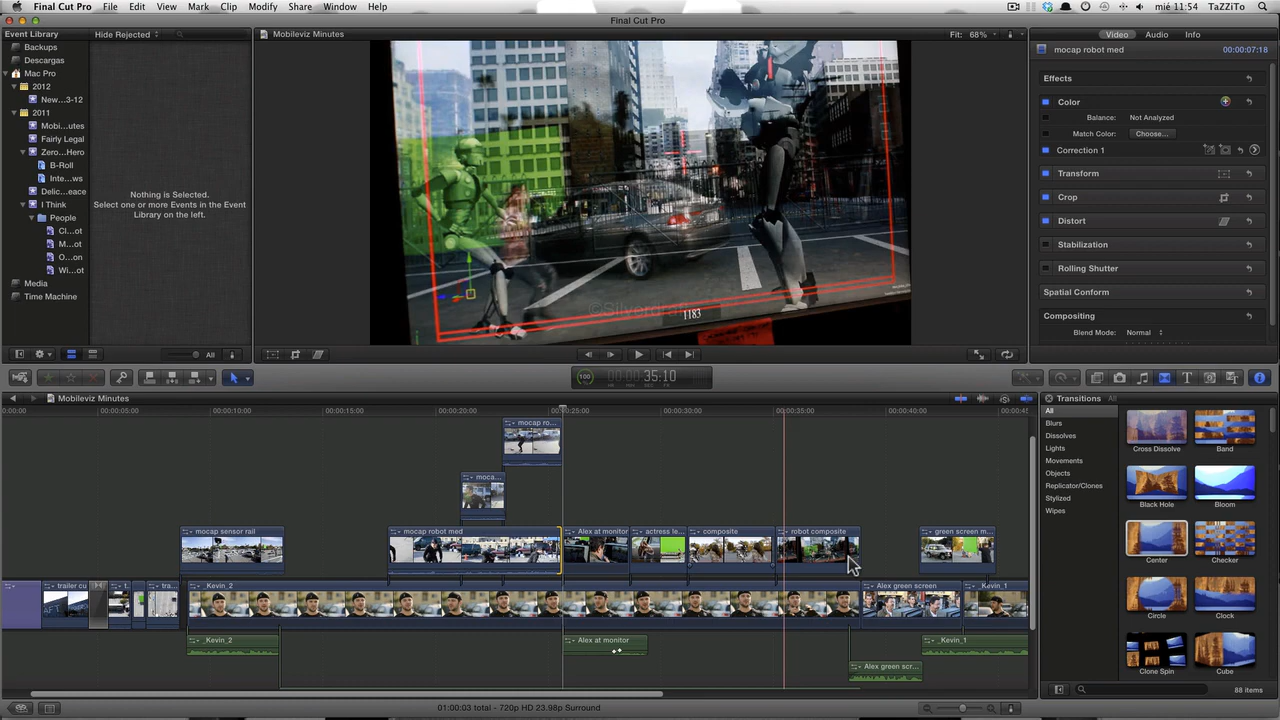 Final Cut Pro File Edit View Mark Clip Modify Share Window Help mié 11:54 TaZZiTo
Final Cut Pro
Event Library
Hide Rejected
Mobileviz Minutes
Fit: 68%
Video Audio Info
Backups
Descargas
Mac Pro
2012
New...3-12
2011
Mobi...utes
Fairly Legal
Zero...Hero
B-Roll
Inte...ws
Delic...eace
I Think
People
Cl...ot
M...ot
O...on
Wi...ot
Media
Time Machine
Nothing is Selected.
Select one or more Events in the Event
Library on the left.
All
1183
mocap robot med 00:00:07:18
Effects
Color
Balance: Not Analyzed
Match Color: Choose...
Correction 1
Transform
Crop
Distort
Stabilization
Rolling Shutter
Spatial Conform
Compositing
Blend Mode: Normal
100 35:10
HR MIN SEC FR
Mobileviz Minutes
0:00:00 00:00:05:00 00:00:10:00 00:00:15:00 00:00:20:00 00:00:25:00 00:00:30:00 00:00:35:00 00:00:40:00 00:00:45
mocap ro...
moca...
mocap sensor rail
mocap robot med
Alex at monitor
actress le...
composite
robot composite
green screen m...
trailer cu
t.
tra...
_Kevin_2
Alex green screen
_Kevin_1
_Kevin_2
Alex at monitor
_Kevin_1
Alex green scr...
Transitions All
All
Blurs
Dissolves
Lights
Movements
Objects
Replicator/Clones
Stylized
Wipes
Cross Dissolve Band
Black Hole Bloom
Center Checker
Circle Clock
Clone Spin Cube
88 items
01:00:03 total - 720p HD 23.98p Surround